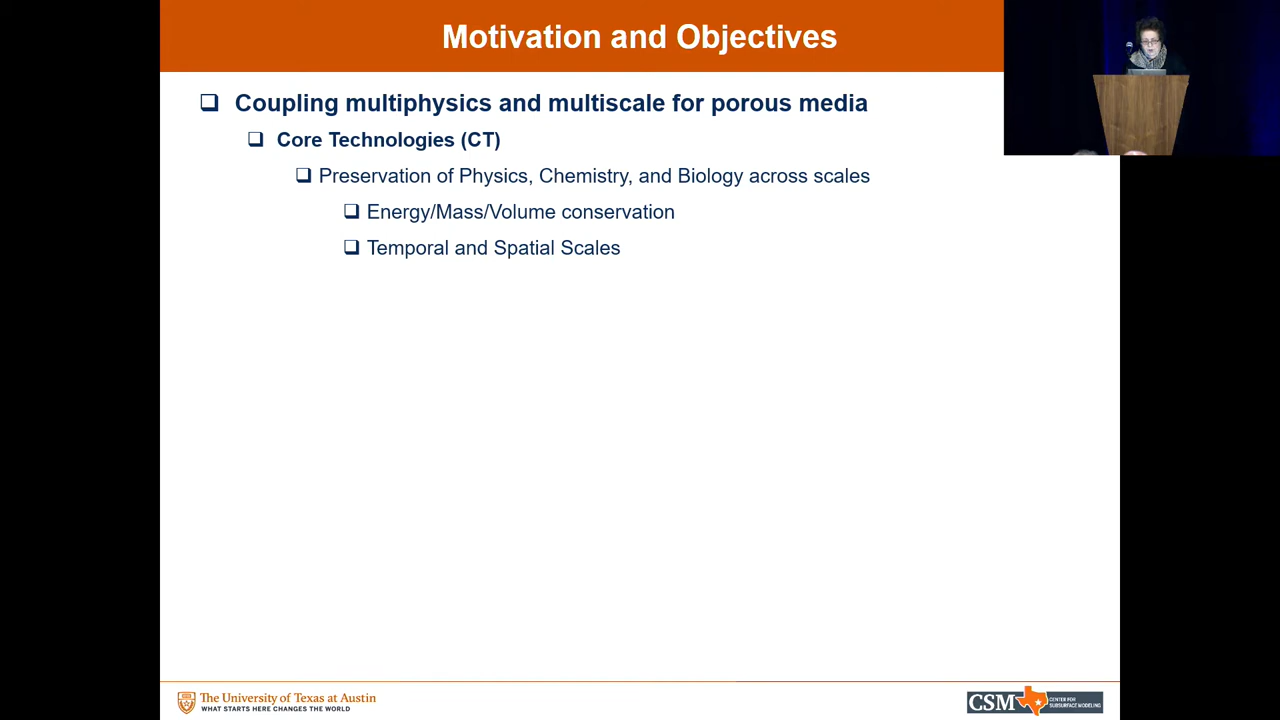 Motivation and Objectives
Coupling multiphysics and multiscale for porous media
Core Technologies (CT)
Preservation of Physics, Chemistry, and Biology across scales
Energy/Mass/Volume conservation
Temporal and Spatial Scales
The University of Texas at Austin
WHAT STARTS HERE CHANGES THE WORLD
CSM
CENTER FOR
SUBSURFACE MODELING